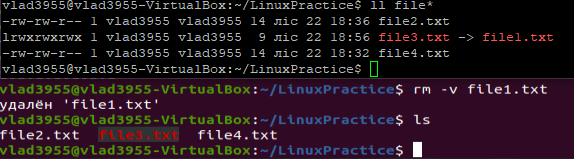 vlad3955@vlad3955-VirtualBox:~/LinuxPractice$ ll file*
-rw-rw-r-- 1 vlad3955 vlad3955 14 ліс 22 18:36 file2.txt
lrwxrwxrwx 1 vlad3955 vlad3955  9 ліс 22 18:56 file3.txt -> file1.txt
-rw-rw-r-- 1 vlad3955 vlad3955 14 ліс 22 18:32 file4.txt
vlad3955@vlad3955-VirtualBox:~/LinuxPractice$
vlad3955@vlad3955-VirtualBox:~/LinuxPractice$ rm -v file1.txt
удалён 'file1.txt'
vlad3955@vlad3955-VirtualBox:~/LinuxPractice$ ls
file2.txt  file3.txt  file4.txt
vlad3955@vlad3955-VirtualBox:~/LinuxPractice$